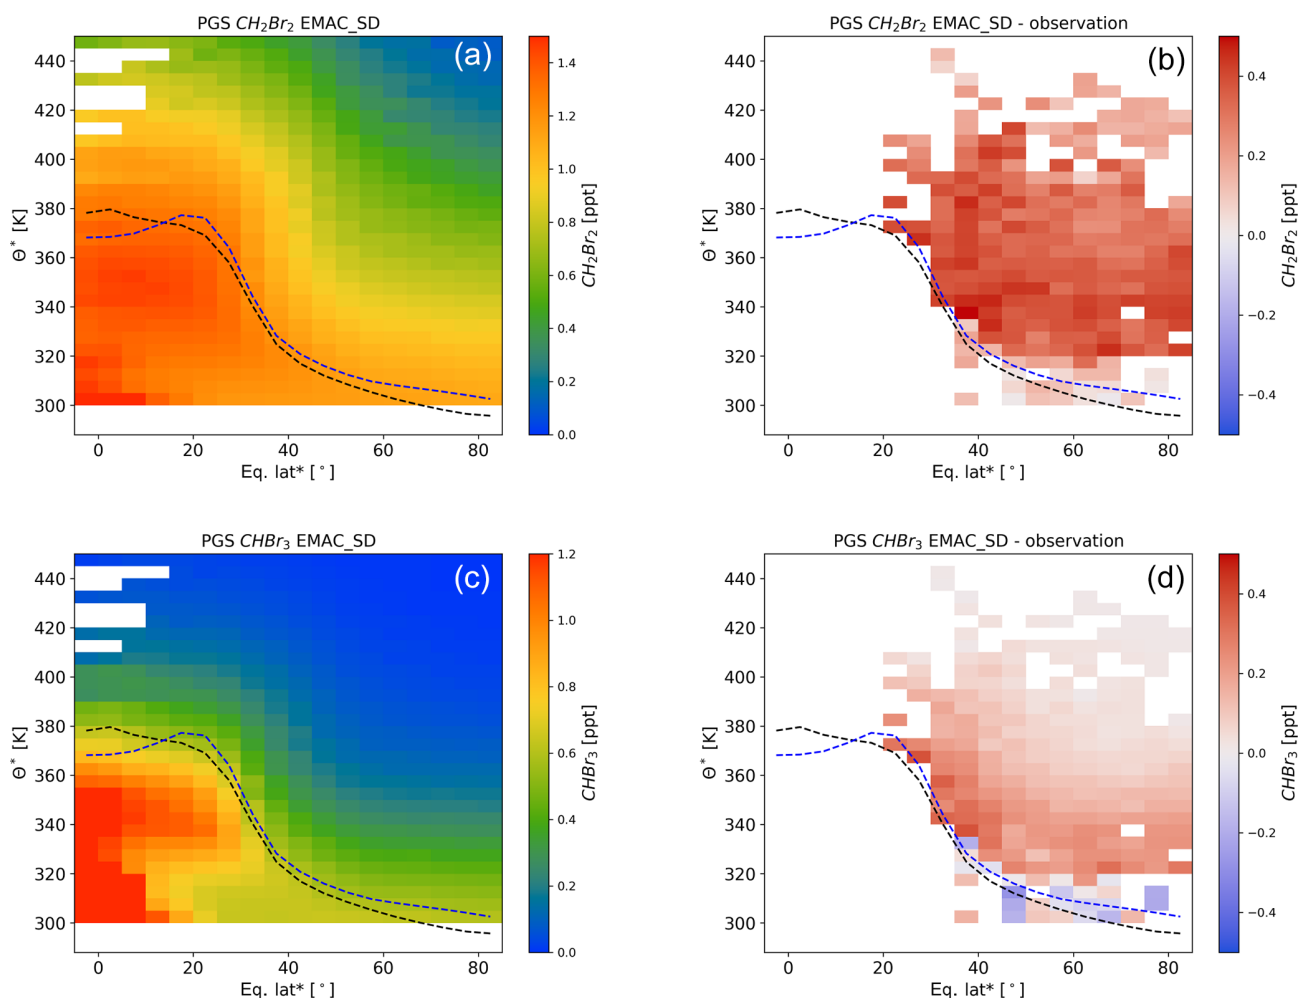 PGS CH₂Br₂ EMAC_SD
(a)
440
420
400
380
360
340
320
300
Θ* [K]
0 20 40 60 80
Eq. lat* [°]
1.4
1.2
1.0
0.8
0.6
0.4
0.2
0.0
CH₂Br₂ [ppt]
PGS CH₂Br₂ EMAC_SD - observation
(b)
440
420
400
380
360
340
320
300
Θ* [K]
0 20 40 60 80
Eq. lat* [°]
0.4
0.2
0.0
−0.2
−0.4
CH₂Br₂ [ppt]
PGS CHBr₃ EMAC_SD
(c)
440
420
400
380
360
340
320
300
Θ* [K]
0 20 40 60 80
Eq. lat* [°]
1.2
1.0
0.8
0.6
0.4
0.2
0.0
CHBr₃ [ppt]
PGS CHBr₃ EMAC_SD - observation
(d)
440
420
400
380
360
340
320
300
Θ* [K]
0 20 40 60 80
Eq. lat* [°]
0.4
0.2
0.0
−0.2
−0.4
CHBr₃ [ppt]